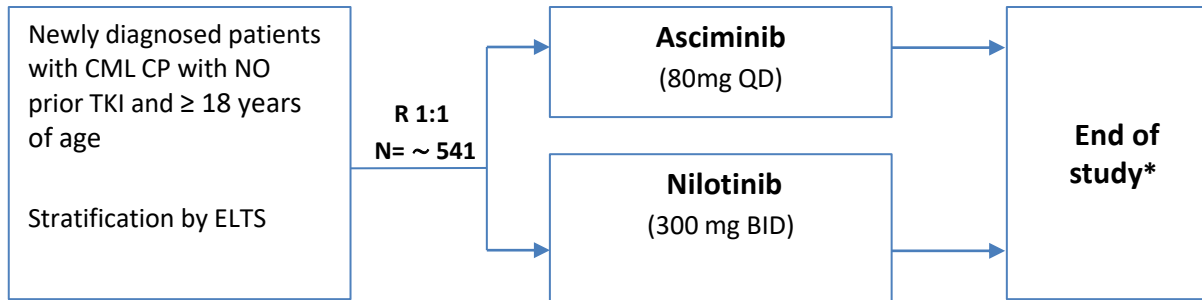 Newly diagnosed patients
with CML CP with NO
prior TKI and ≥ 18 years
of age
Stratification by ELTS
R 1:1
N= ~ 541
Asciminib
(80mg QD)
Nilotinib
(300 mg BID)
End of
study*